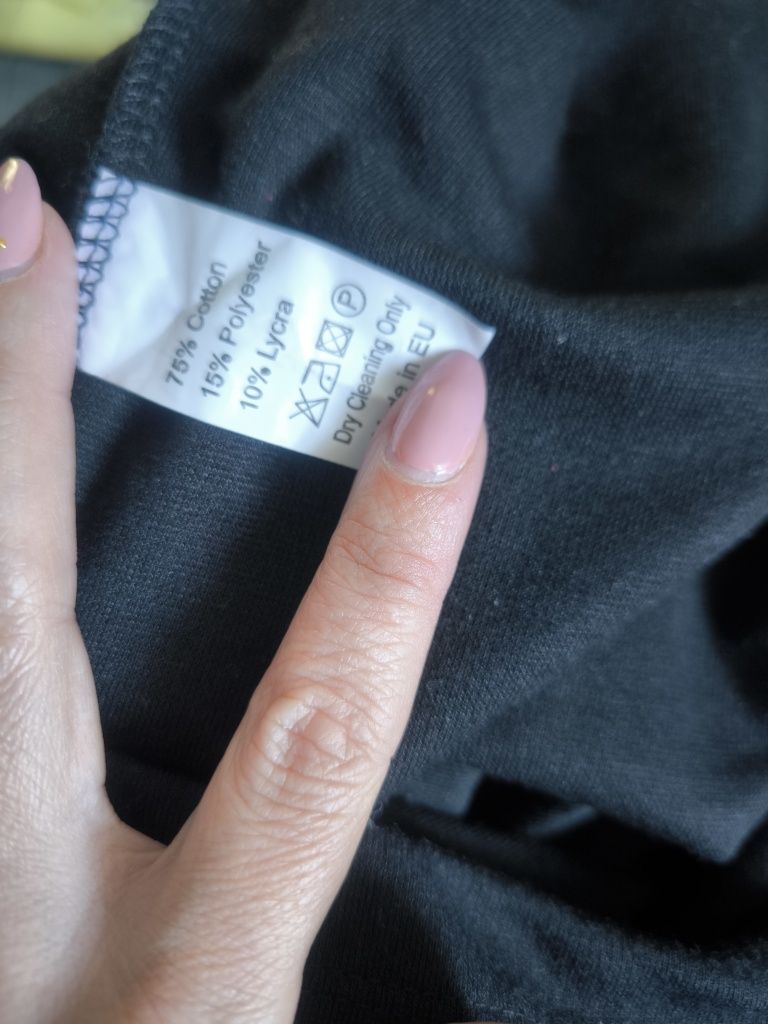 75% Cotton
15% Polyester
10% Lycra
P
Dry Cleaning Only
in EU